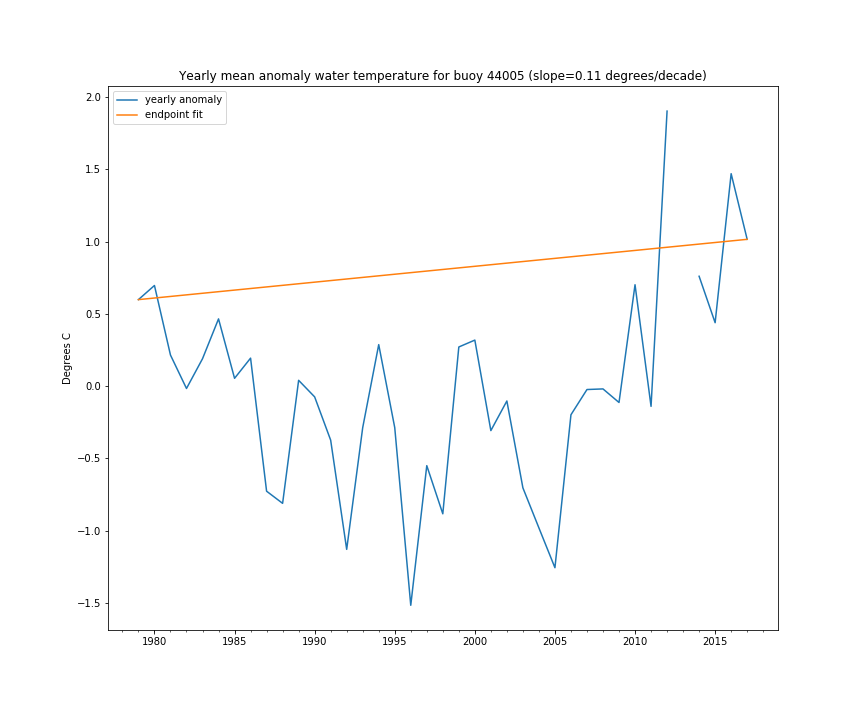 Yearly mean anomaly water temperature for buoy 44005 (slope=0.11 degrees/decade)
yearly anomaly
endpoint fit
Degrees C
2.0
1.5
1.0
0.5
0.0
−0.5
−1.0
−1.5
1980 1985 1990 1995 2000 2005 2010 2015